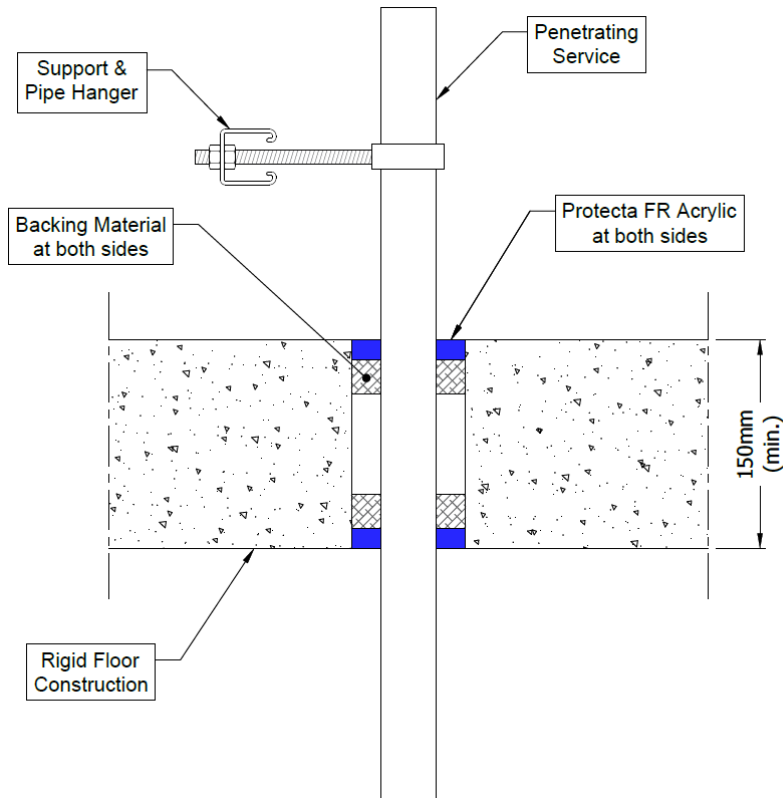 Penetrating
Service
Support &
Pipe Hanger
Backing Material
at both sides
Protecta FR Acrylic
at both sides
150mm
(min.)
Rigid Floor
Construction